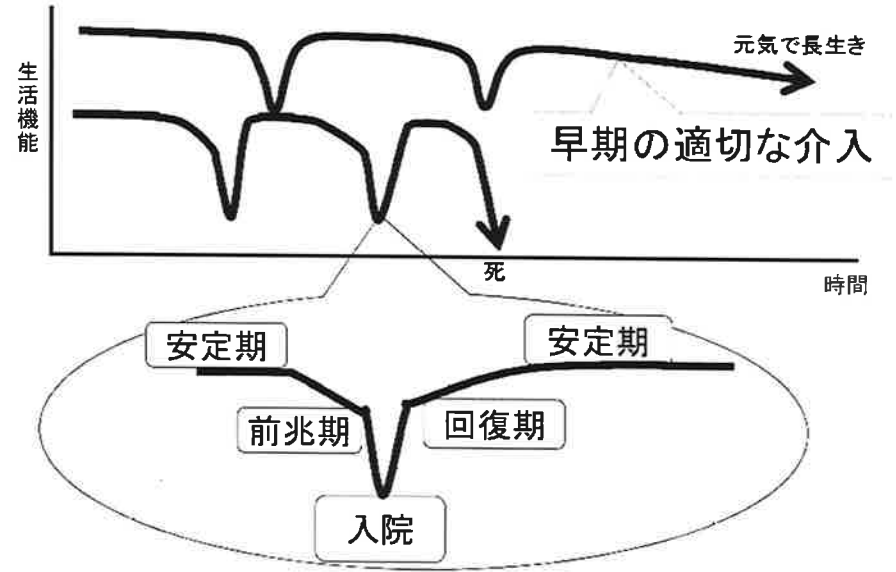 生活機能
元気で長生き
早期の適切な介入
死
時間
安定期
安定期
前兆期
回復期
入院